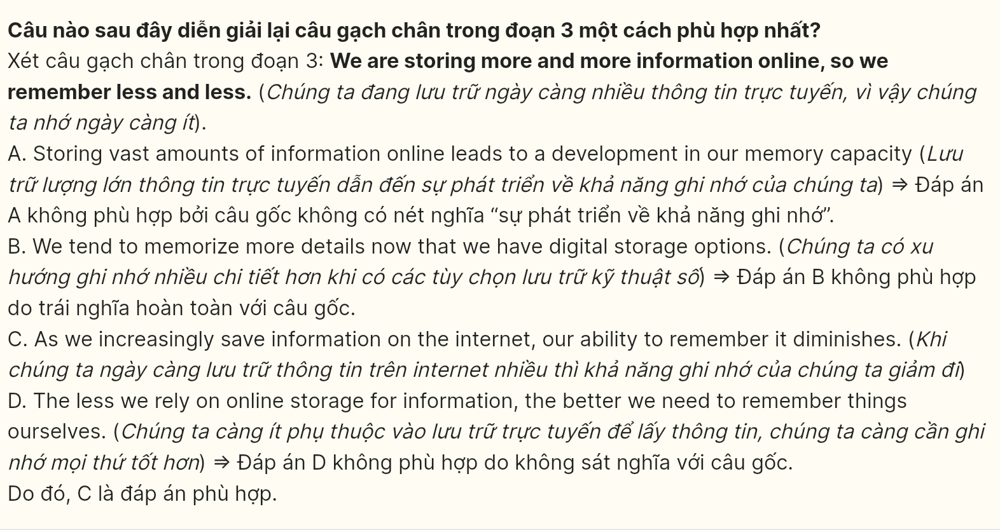 Câu nào sau đây diễn giải lại câu gạch chân trong đoạn 3 một cách phù hợp nhất?
Xét câu gạch chân trong đoạn 3: We are storing more and more information online, so we
remember less and less. (Chúng ta đang lưu trữ ngày càng nhiều thông tin trực tuyến, vì vậy chúng
ta nhớ ngày càng ít).
A. Storing vast amounts of information online leads to a development in our memory capacity (Lưu
trữ lượng lớn thông tin trực tuyến dẫn đến sự phát triển về khả năng ghi nhớ của chúng ta) ⇒ Đáp án
A không phù hợp bởi câu gốc không có nét nghĩa “sự phát triển về khả năng ghi nhớ”.
B. We tend to memorize more details now that we have digital storage options. (Chúng ta có xu
hướng ghi nhớ nhiều chi tiết hơn khi có các tùy chọn lưu trữ kỹ thuật số) ⇒ Đáp án B không phù hợp
do trái nghĩa hoàn toàn với câu gốc.
C. As we increasingly save information on the internet, our ability to remember it diminishes. (Khi
chúng ta ngày càng lưu trữ thông tin trên internet nhiều thì khả năng ghi nhớ của chúng ta giảm đi)
D. The less we rely on online storage for information, the better we need to remember things
ourselves. (Chúng ta càng ít phụ thuộc vào lưu trữ trực tuyến để lấy thông tin, chúng ta càng cần ghi
nhớ mọi thứ tốt hơn) ⇒ Đáp án D không phù hợp do không sát nghĩa với câu gốc.
Do đó, C là đáp án phù hợp.